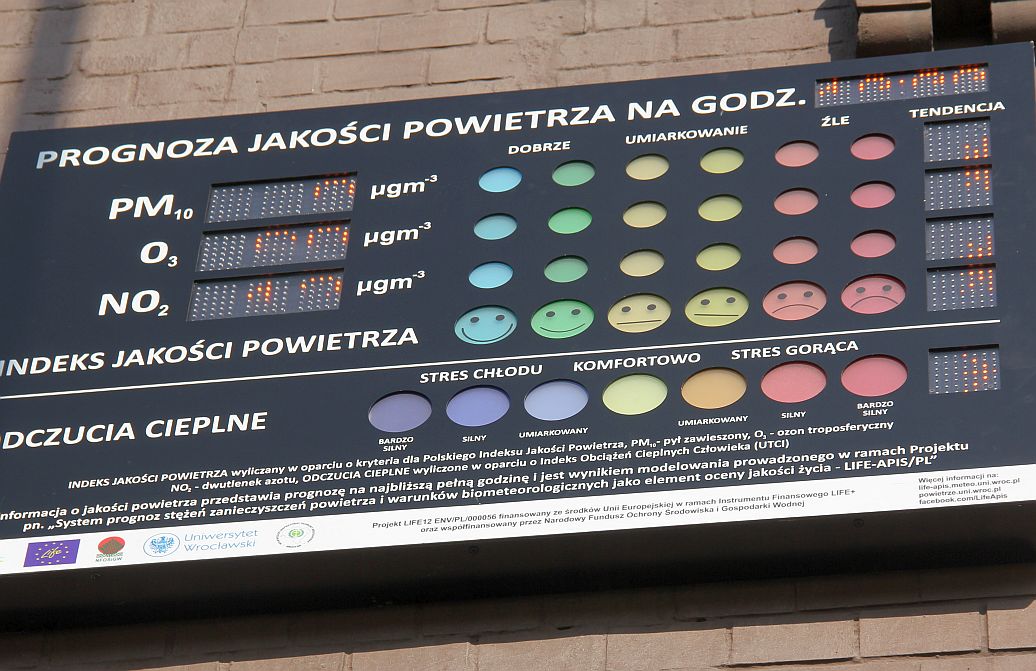 PROGNOZA JAKOŚCI POWIETRZA NA GODZ.
DOBRZE UMIARKOWANIE ŹLE TENDENCJA
PM10 µgm-3
O3 µgm-3
NO2 µgm-3
INDEKS JAKOŚCI POWIETRZA
STRES CHŁODU KOMFORTOWO STRES GORĄCA
ODCZUCIA CIEPLNE
BARDZO SILNY SILNY UMIARKOWANY UMIARKOWANY SILNY BARDZO SILNY
INDEKS JAKOŚCI POWIETRZA wyliczany w oparciu o kryteria dla Polskiego Indeksu Jakości Powietrza, PM10- pył zawieszony, O3 - ozon troposferyczny
NO2 - dwutlenek azotu, ODCZUCIA CIEPLNE wyliczone w oparciu o Indeks Obciążeń Cieplnych Człowieka (UTCI)
Informacja o jakości powietrza przedstawia prognozę na najbliższą pełną godzinę i jest wynikiem modelowania prowadzonego w ramach Projektu
pn. „System prognoz stężeń zanieczyszczeń powietrza i warunków biometeorologicznych jako element oceny jakości życia - LIFE-APIS/PL”
Więcej informacji na:
life-apis.meteo.uni.wroc.pl
powietrze.uni.wroc.pl
facebook.com/LifeApis
Projekt LIFE12 ENV/PL/000056 finansowany ze środków Unii Europejskiej w ramach Instrumentu Finansowego LIFE+
oraz współfinansowany przez Narodowy Fundusz Ochrony Środowiska i Gospodarki Wodnej
Life
NFOŚiGW
Uniwersytet
Wrocławski